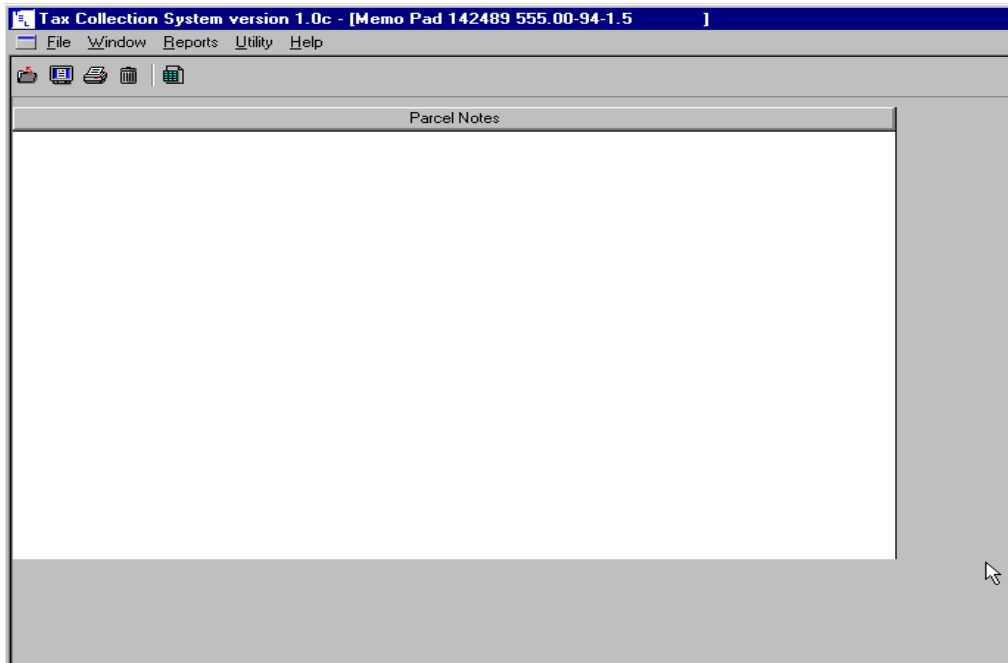 Tax Collection System version 1.0c - [Memo Pad 142489 555.00-94-1.5 ]
File Window Reports Utility Help
Parcel Notes